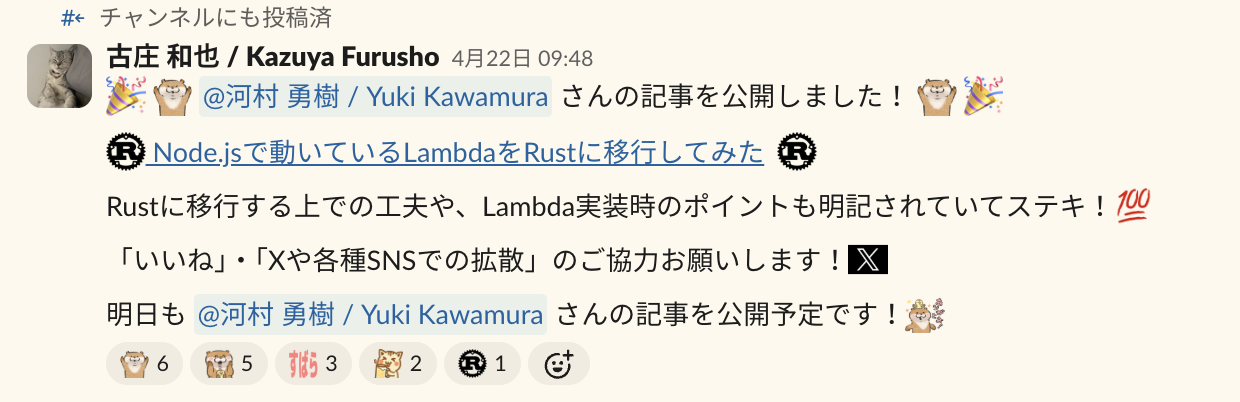 チャンネルにも投稿済
古庄 和也 / Kazuya Furusho 4月22日 09:48
@河村 勇樹 / Yuki Kawamura さんの記事を公開しました！
Node.jsで動いているLambdaをRustに移行してみた
Rustに移行する上での工夫や、Lambda実装時のポイントも明記されていてステキ！💯
「いいね」・「Xや各種SNSでの拡散」のご協力お願いします！X
明日も @河村 勇樹 / Yuki Kawamura さんの記事を公開予定です！
6 5 すばら 3 2 R 1